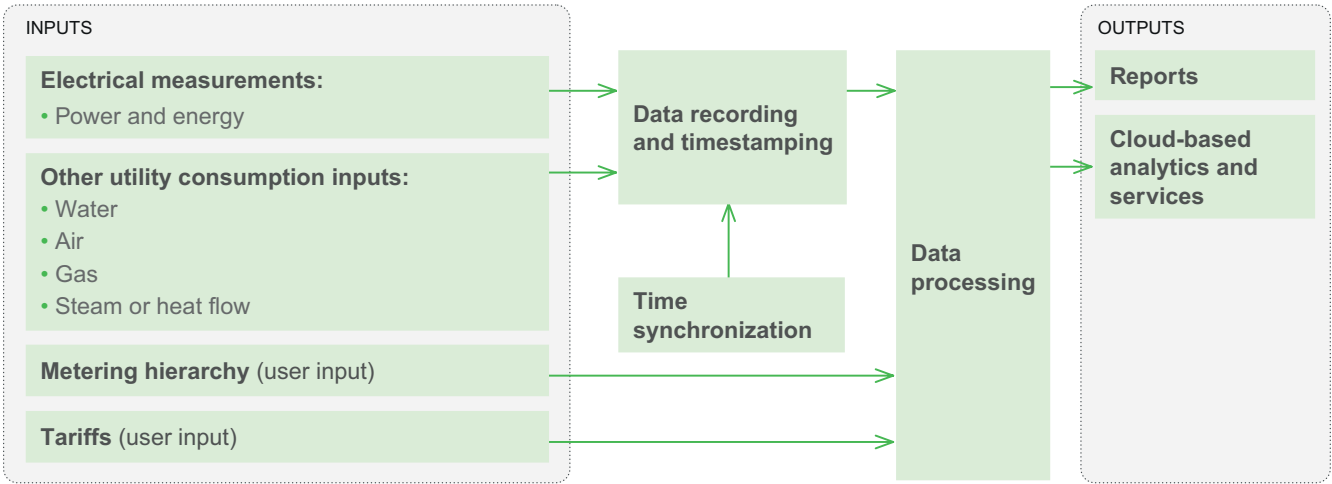 INPUTS
Electrical measurements:
• Power and energy
Other utility consumption inputs:
• Water
• Air
• Gas
• Steam or heat flow
Metering hierarchy (user input)
Tariffs (user input)
Data recording
and timestamping
Time
synchronization
Data
processing
OUTPUTS
Reports
Cloud-based
analytics and
services